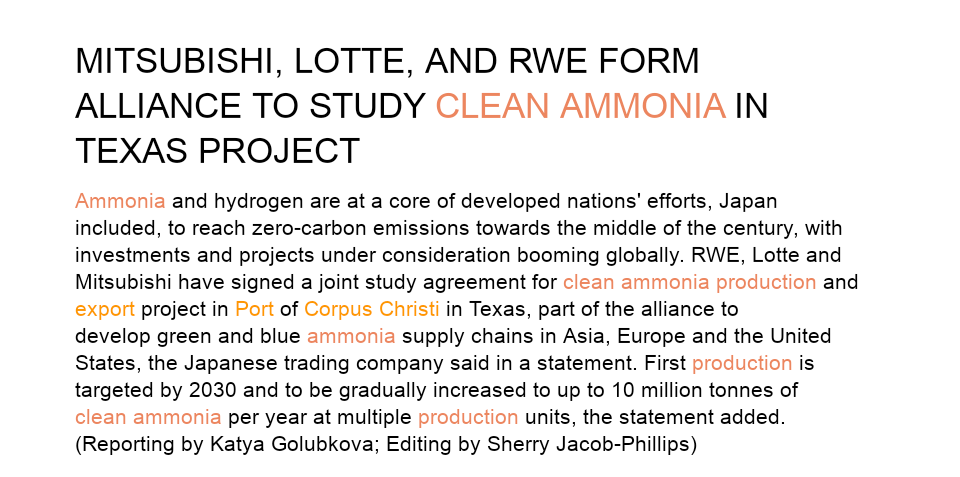 MITSUBISHI, LOTTE, AND RWE FORM
ALLIANCE TO STUDY CLEAN AMMONIA IN
TEXAS PROJECT
Ammonia and hydrogen are at a core of developed nations' efforts, Japan
included, to reach zero-carbon emissions towards the middle of the century, with
investments and projects under consideration booming globally. RWE, Lotte and
Mitsubishi have signed a joint study agreement for clean ammonia production and
export project in Port of Corpus Christi in Texas, part of the alliance to
develop green and blue ammonia supply chains in Asia, Europe and the United
States, the Japanese trading company said in a statement. First production is
targeted by 2030 and to be gradually increased to up to 10 million tonnes of
clean ammonia per year at multiple production units, the statement added.
(Reporting by Katya Golubkova; Editing by Sherry Jacob-Phillips)